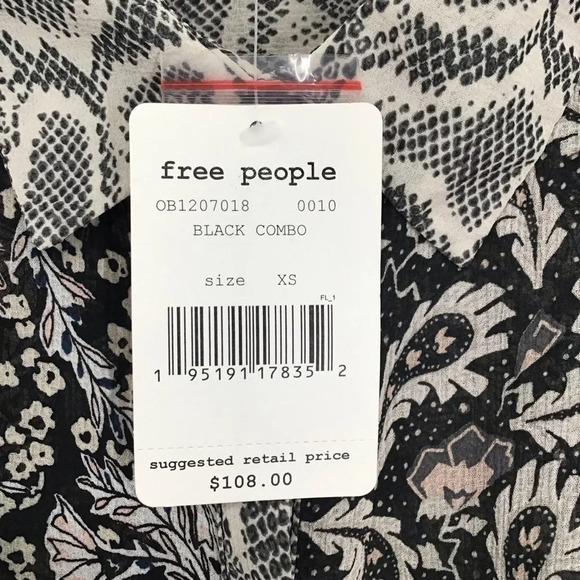 free people
OB1207018 0010
BLACK COMBO
size XS
FL_1
1 95191 17835 2
suggested retail price
$108.00